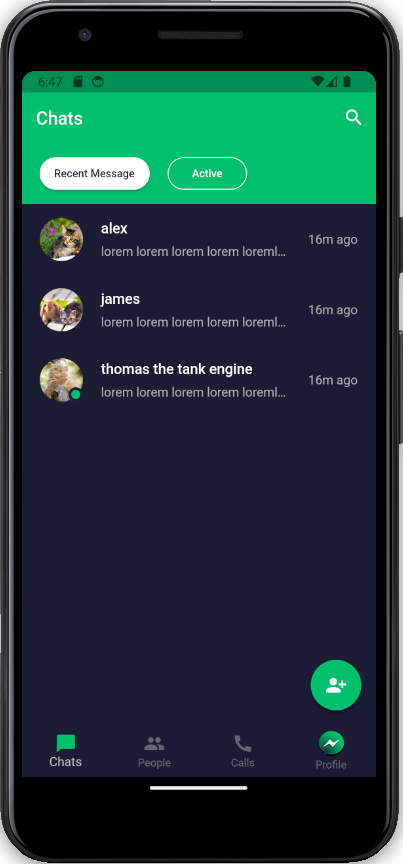 6:47
Chats
Recent Message
Active
alex
lorem lorem lorem lorem loreml...
16m ago
james
lorem lorem lorem lorem loreml...
16m ago
thomas the tank engine
lorem lorem lorem lorem loreml...
16m ago
Chats
People
Calls
Profile